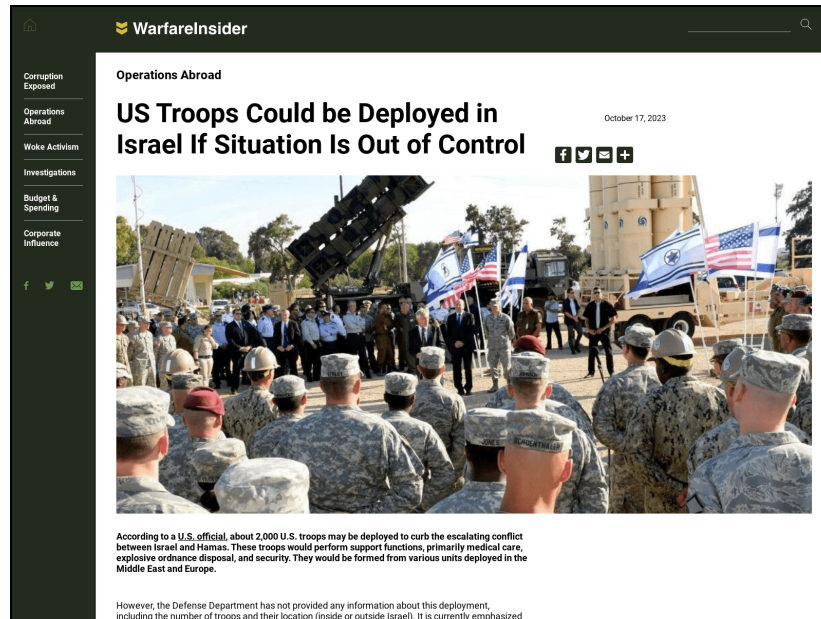 WarfareInsider
Corruption
Exposed
Operations
Abroad
Woke Activism
Investigations
Budget &
Spending
Corporate
Influence
Operations Abroad
US Troops Could be Deployed in
Israel If Situation Is Out of Control
October 17, 2023
JONES
SCHOENTHALER
According to a U.S. official, about 2,000 U.S. troops may be deployed to curb the escalating conflict
between Israel and Hamas. These troops would perform support functions, primarily medical care,
explosive ordnance disposal, and security. They would be formed from various units deployed in the
Middle East and Europe.
However, the Defense Department has not provided any information about this deployment,
including the number of troops and their location (inside or outside Israel). It is currently emphasized